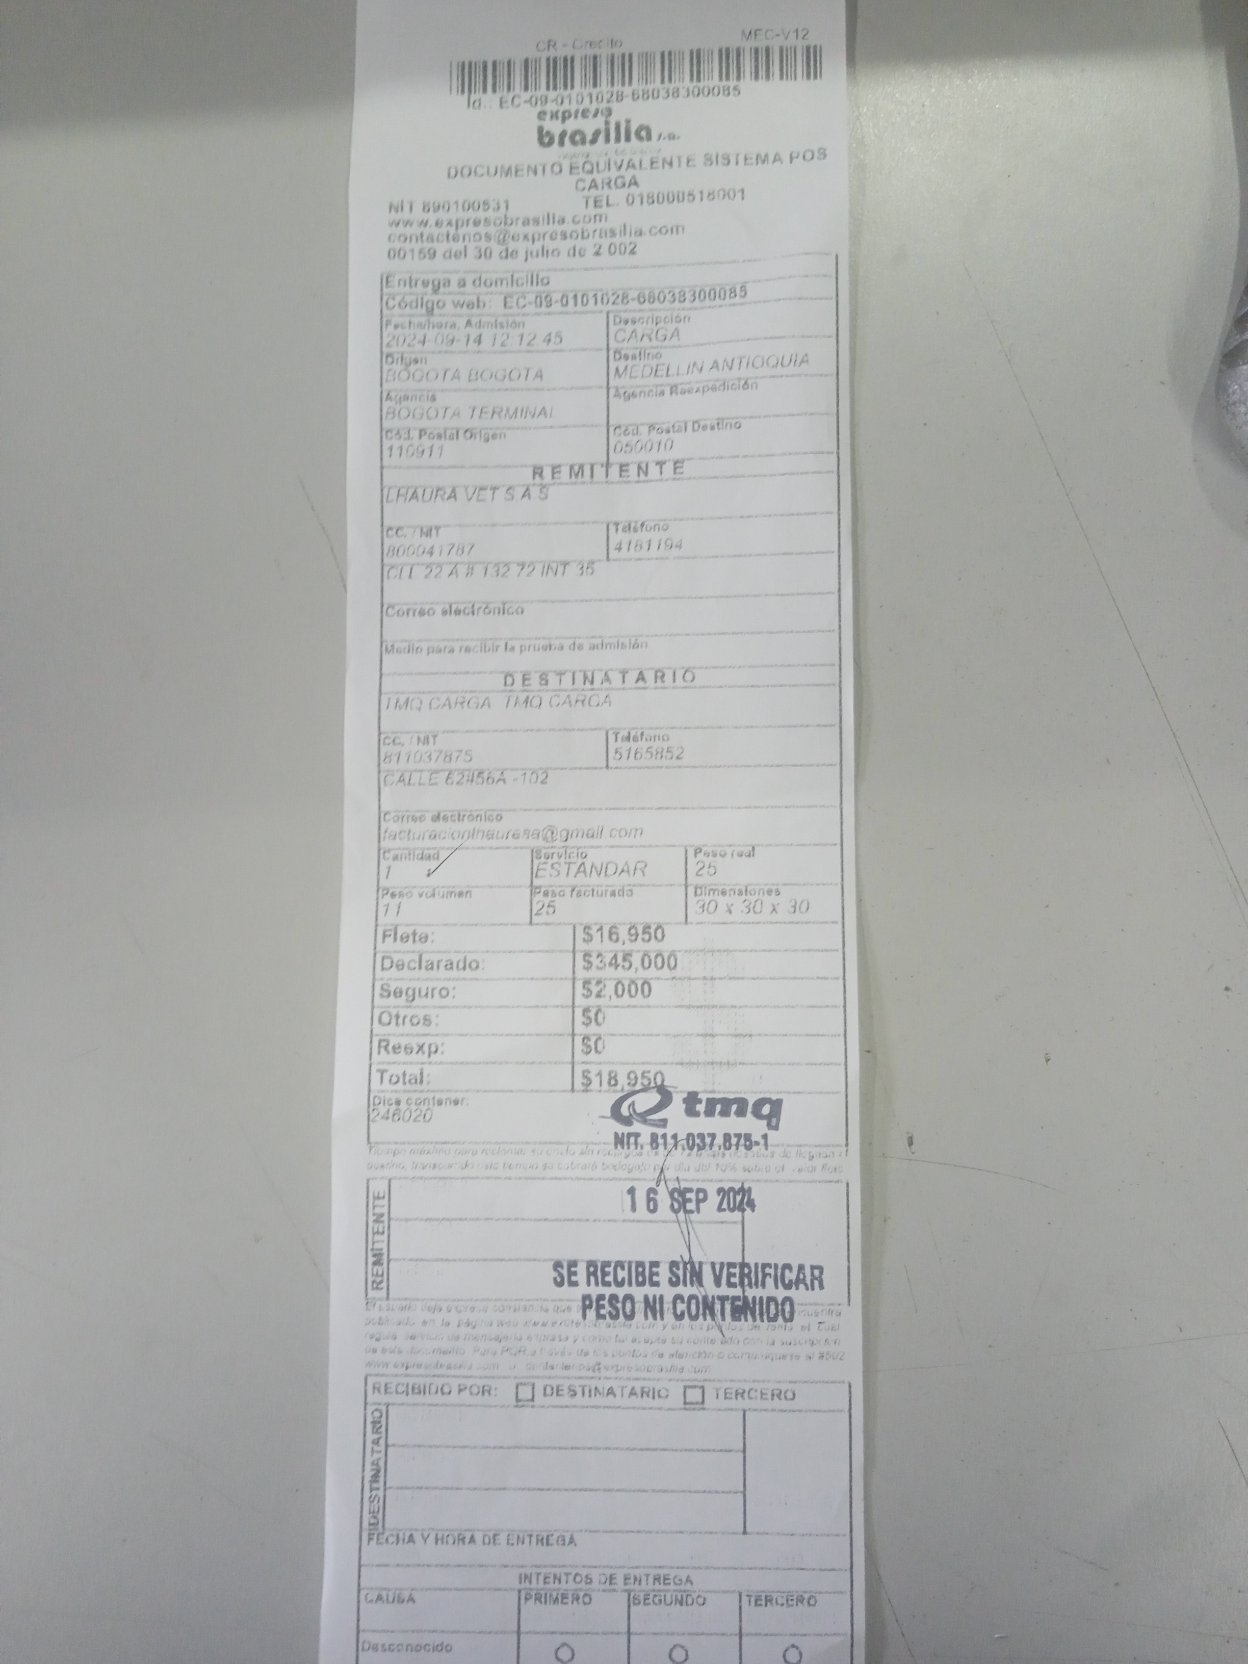 CR - Credito MEC-V12
Id.: EC-09-0101028-68038300085
expreso
brasilia s.a.
DOCUMENTO EQUIVALENTE SISTEMA POS
CARGA
NIT 890100531 TEL. 018000518001
www.expresobrasilia.com
contactenos@expresobrasilia.com
00159 del 30 de julio de 2 002
Entrega a domicilio
Código web: EC-09-0101028-68038300085
Fecha/hora, Admisión Descripción
2024-09-14 12:12:45 CARGA
Origen Destino
BOGOTA BOGOTA MEDELLIN ANTIOQUIA
Agencia Agencia Reexpedición
BOGOTA TERMINAL
Cód. Postal Origen Cód. Postal Destino
110911 050010
REMITENTE
LHAURA VET S A S
CC. / NIT Teléfono
800041787 4181194
CLL 22 A # 132 72 INT 35
Correo electrónico
Medio para recibir la prueba de admisión
DESTINATARIO
TMQ CARGA TMQ CARGA
CC. / NIT Teléfono
811037875 5165852
CALLE 62456A -102
Correo electrónico
facturacionlhauresa@gmail.com
Cantidad Servicio Peso real
1 ESTANDAR 25
Peso volumen Peso facturado Dimensiones
11 25 30 x 30 x 30
Flete: $16,950
Declarado: $345,000
Seguro: $2,000
Otros: $0
Reexp: $0
Total: $18,950
Dice contener:
246020
tmq
NIT. 811.037.875-1
16 SEP 2024
REMITENTE
SE RECIBE SIN VERIFICAR
PESO NI CONTENIDO
RECIBIDO POR: DESTINATARIO TERCERO
DESTINATARIO
FECHA Y HORA DE ENTREGA
INTENTOS DE ENTREGA
CAUSA PRIMERO SEGUNDO TERCERO
Desconocido